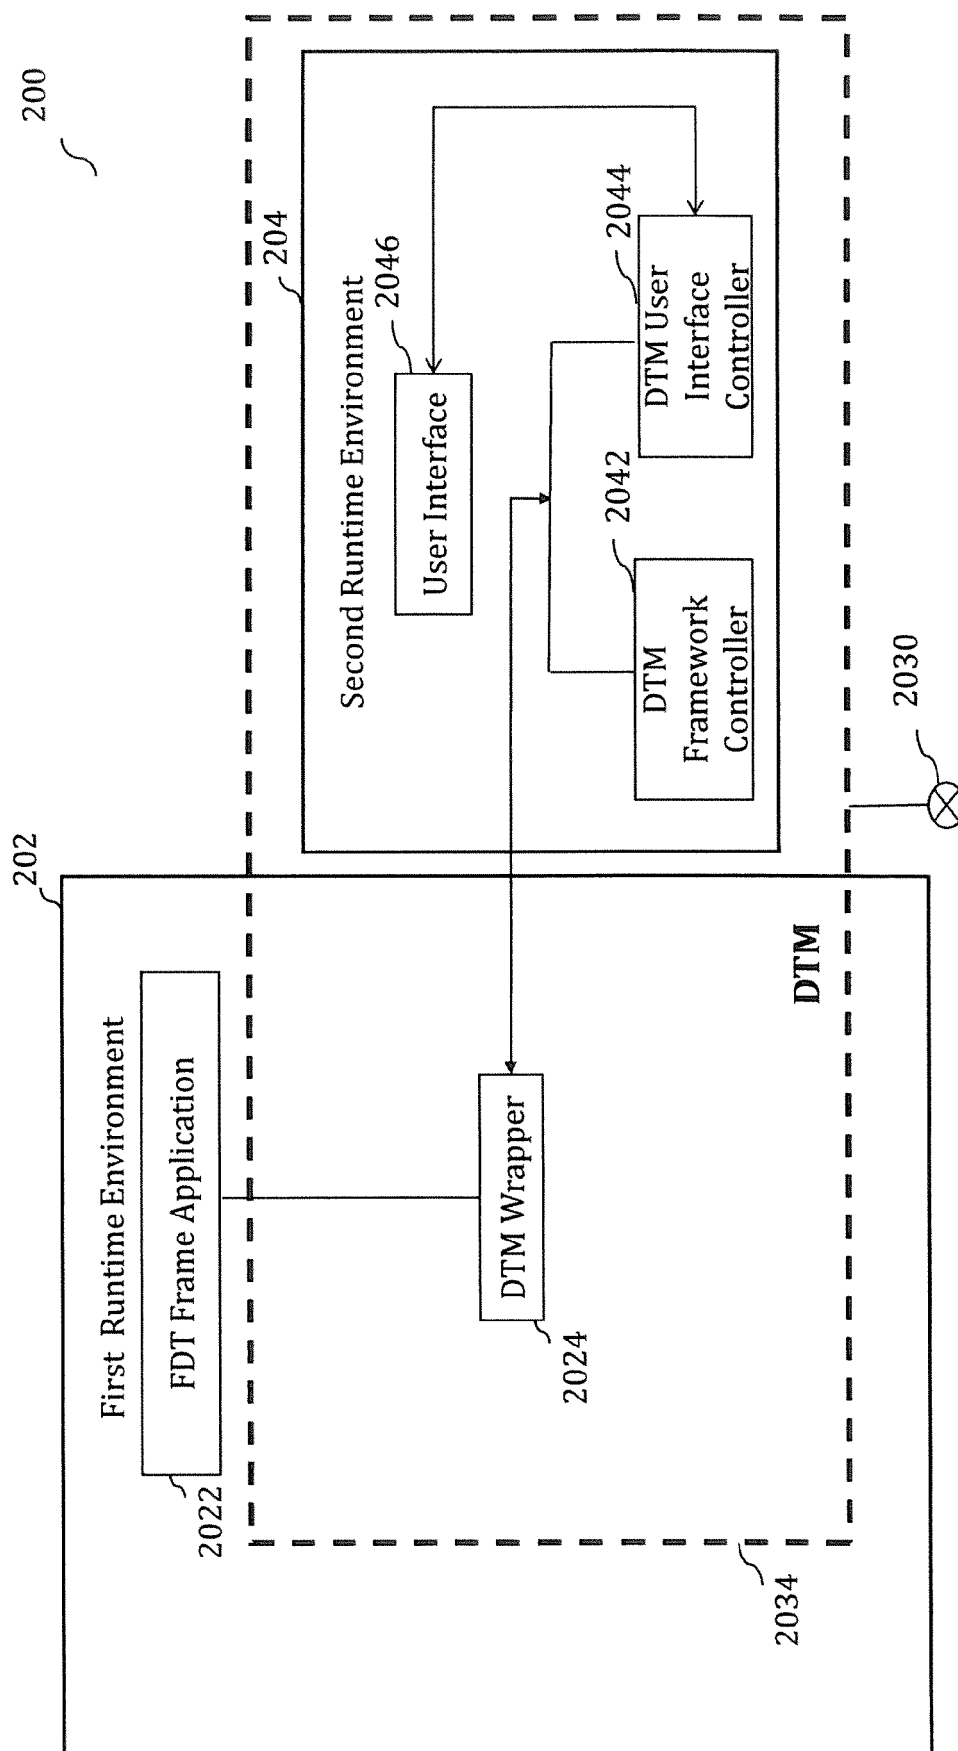 200
202
First Runtime Environment
FDT Frame Application
2022
DTM Wrapper
2024
DTM
2034
204
Second Runtime Environment
User Interface
2046
DTM
Framework
Controller
2042
DTM User
Interface
Controller
2044
2030